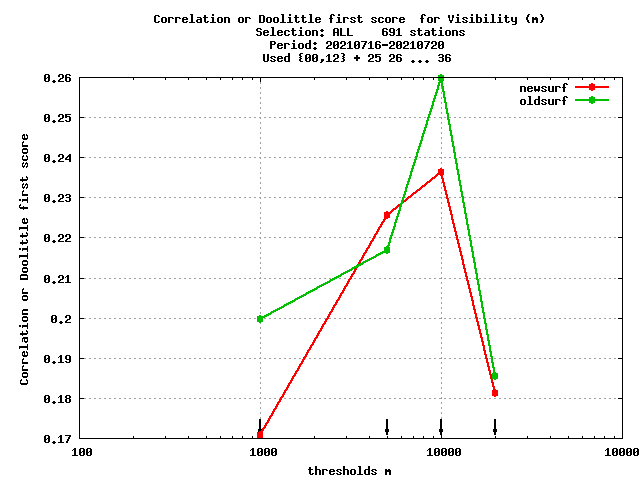 Correlation or Doolittle first score  for Visibility (m)
Selection: ALL    691 stations
Period: 20210716-20210720
Used {00,12} + 25 26 ... 36
newsurf
oldsurf
Correlation or Doolittle first score
0.26
0.25
0.24
0.23
0.22
0.21
0.2
0.19
0.18
0.17
100 1000 10000 10000
thresholds m